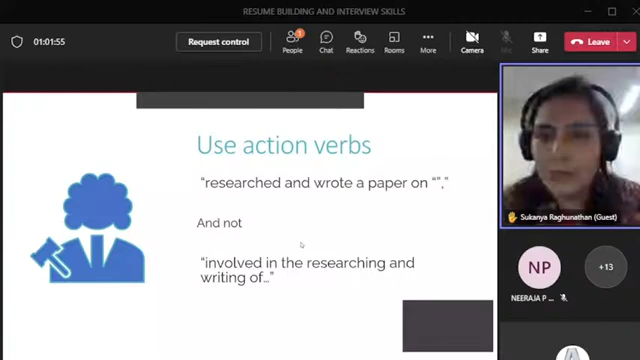 RESUME BUILDING AND INTERVIEW SKILLS
01:01:55
Request control
1
People
Chat
Reactions
Rooms
More
Camera
Mic
Share
Leave
Use action verbs
“researched and wrote a paper on “”,“
And not
“involved in the researching and
writing of…”
Sukanya Raghunathan (Guest)
NP
+13
NEERAJA P
A